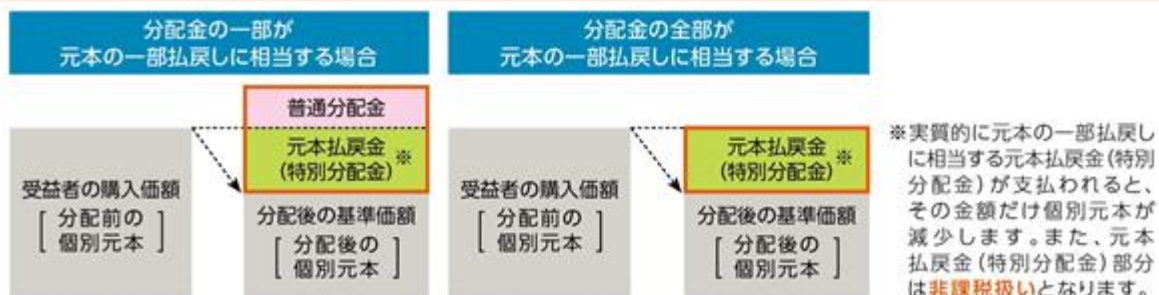 分配金の一部が
元本の一部払戻しに相当する場合
普通分配金
元本払戻金
(特別分配金) ※
受益者の購入価額
[ 分配前の
個別元本 ]
分配後の基準価額
[ 分配後の
個別元本 ]
分配金の全部が
元本の一部払戻しに相当する場合
元本払戻金
(特別分配金) ※
受益者の購入価額
[ 分配前の
個別元本 ]
分配後の基準価額
[ 分配後の
個別元本 ]
※実質的に元本の一部払戻し
に相当する元本払戻金(特別
分配金)が支払われると、
その金額だけ個別元本が
減少します。また、元本
払戻金(特別分配金)部分
は非課税扱いとなります。